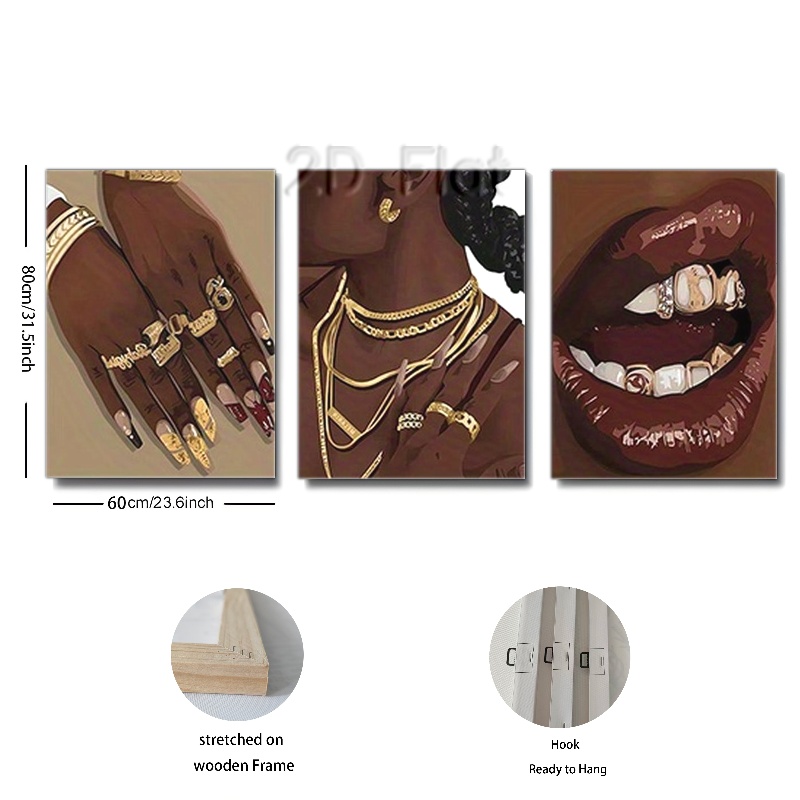 2D Flat
80cm/31.5inch
60cm/23.6inch
stretched on
wooden Frame
Hook
Ready to Hang